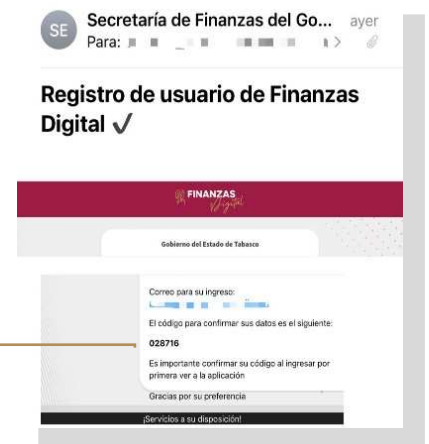 SE
Secretaría de Finanzas del Go... ayer
Para:
Registro de usuario de Finanzas
Digital ✓
FINANZAS
Digital
Gobierno del Estado de Tabasco
Correo para su ingreso:
El código para confirmar sus datos es el siguiente:
028716
Es importante confirmar su código al ingresar por
primera ver a la aplicación
Gracias por su preferencia
¡Servicios a su disposición!